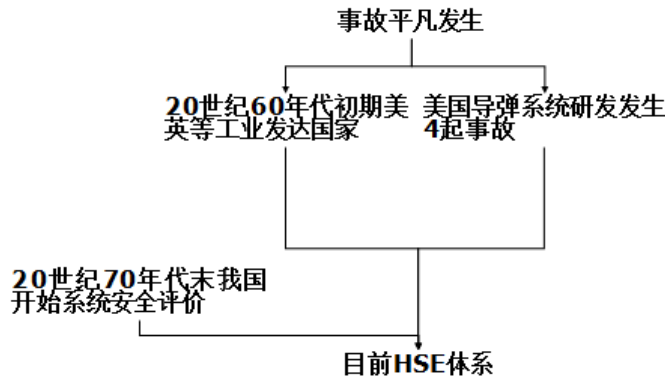 事故平凡发生
20世纪60年代初期美
英等工业发达国家
美国导弹系统研发发生
4起事故
20世纪70年代末我国
开始系统安全评价
目前HSE体系